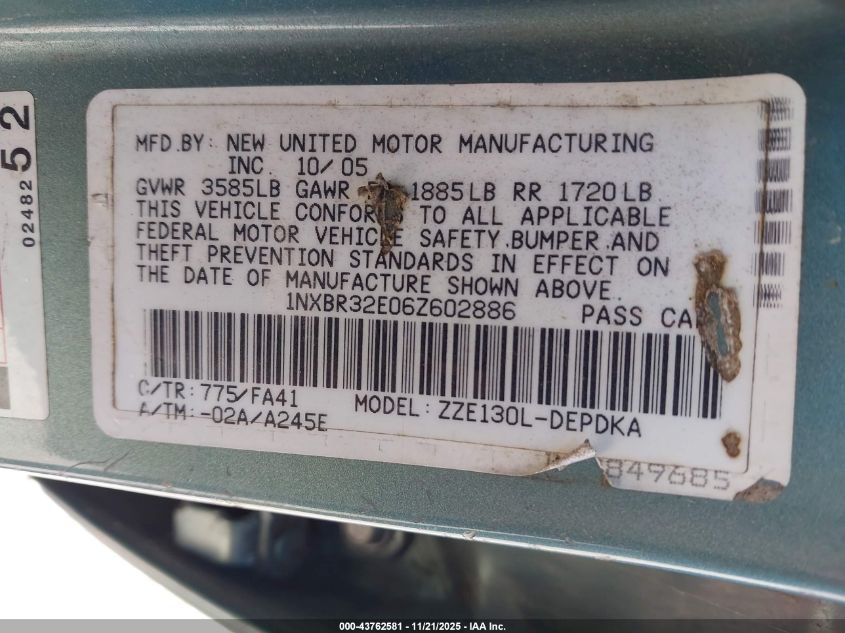 02482
52
MFD.BY: NEW UNITED MOTOR MANUFACTURING
INC. 10/05
GVWR 3585LB GAWR 1885LB RR 1720LB
THIS VEHICLE CONFORMS TO ALL APPLICABLE
FEDERAL MOTOR VEHICLE SAFETY.BUMPER.AND
THEFT PREVENTION STANDARDS IN EFFECT ON
THE DATE OF MANUFACTURE SHOWN ABOVE.
1NXBR32E06Z602886 PASS CAR
C/TR: 775/FA41
A/TM: -02A/A245E
MODEL: ZZE130L-DEPDKA
849685
000-43762581 - 11/21/2025 - IAA Inc.